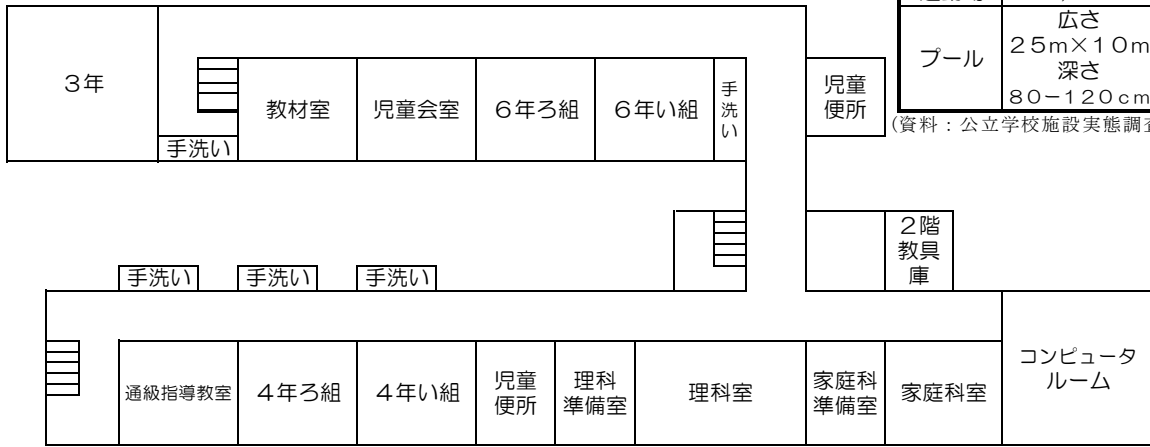 広さ
プール
２５ｍ×１０ｍ
深さ
８０－１２０ｃｍ
（資料：公立学校施設実態調査
３年
教材室
児童会室
６年ろ組
６年い組
手洗い
児童
便所
手洗い
２階
教具
庫
手洗い
手洗い
手洗い
通級指導教室
４年ろ組
４年い組
児童
便所
理科
準備室
理科室
家庭科
準備室
家庭科室
コンピュータ
ルーム